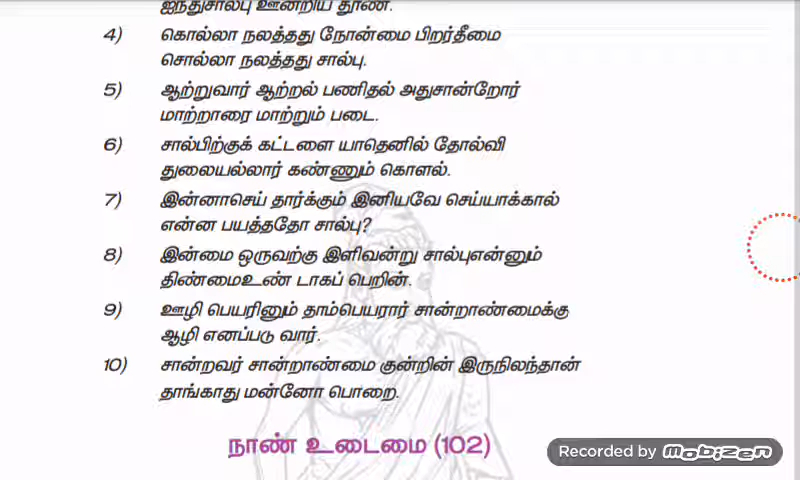 ஐந்துசால்பு ஊன்றிய தூண்.
4) கொல்லா நலத்தது நோன்மை பிறர்தீமை
சொல்லா நலத்தது சால்பு.
5) ஆற்றுவார் ஆற்றல் பணிதல் அதுசான்றோர்
மாற்றாரை மாற்றும் படை.
6) சால்பிற்குக் கட்டளை யாதெனில் தோல்வி
துலையல்லார் கண்ணும் கொளல்.
7) இன்னாசெய் தார்க்கும் இனியவே செய்யாக்கால்
என்ன பயத்ததோ சால்பு?
8) இன்மை ஒருவற்கு இளிவன்று சால்புஎன்னும்
திண்மைஉண் டாகப் பெறின்.
9) ஊழி பெயரினும் தாம்பெயரார் சான்றாண்மைக்கு
ஆழி எனப்படு வார்.
10) சான்றவர் சான்றாண்மை குன்றின் இருநிலந்தான்
தாங்காது மன்னோ பொறை.
நாண் உடைமை (102)
Recorded by mobizen